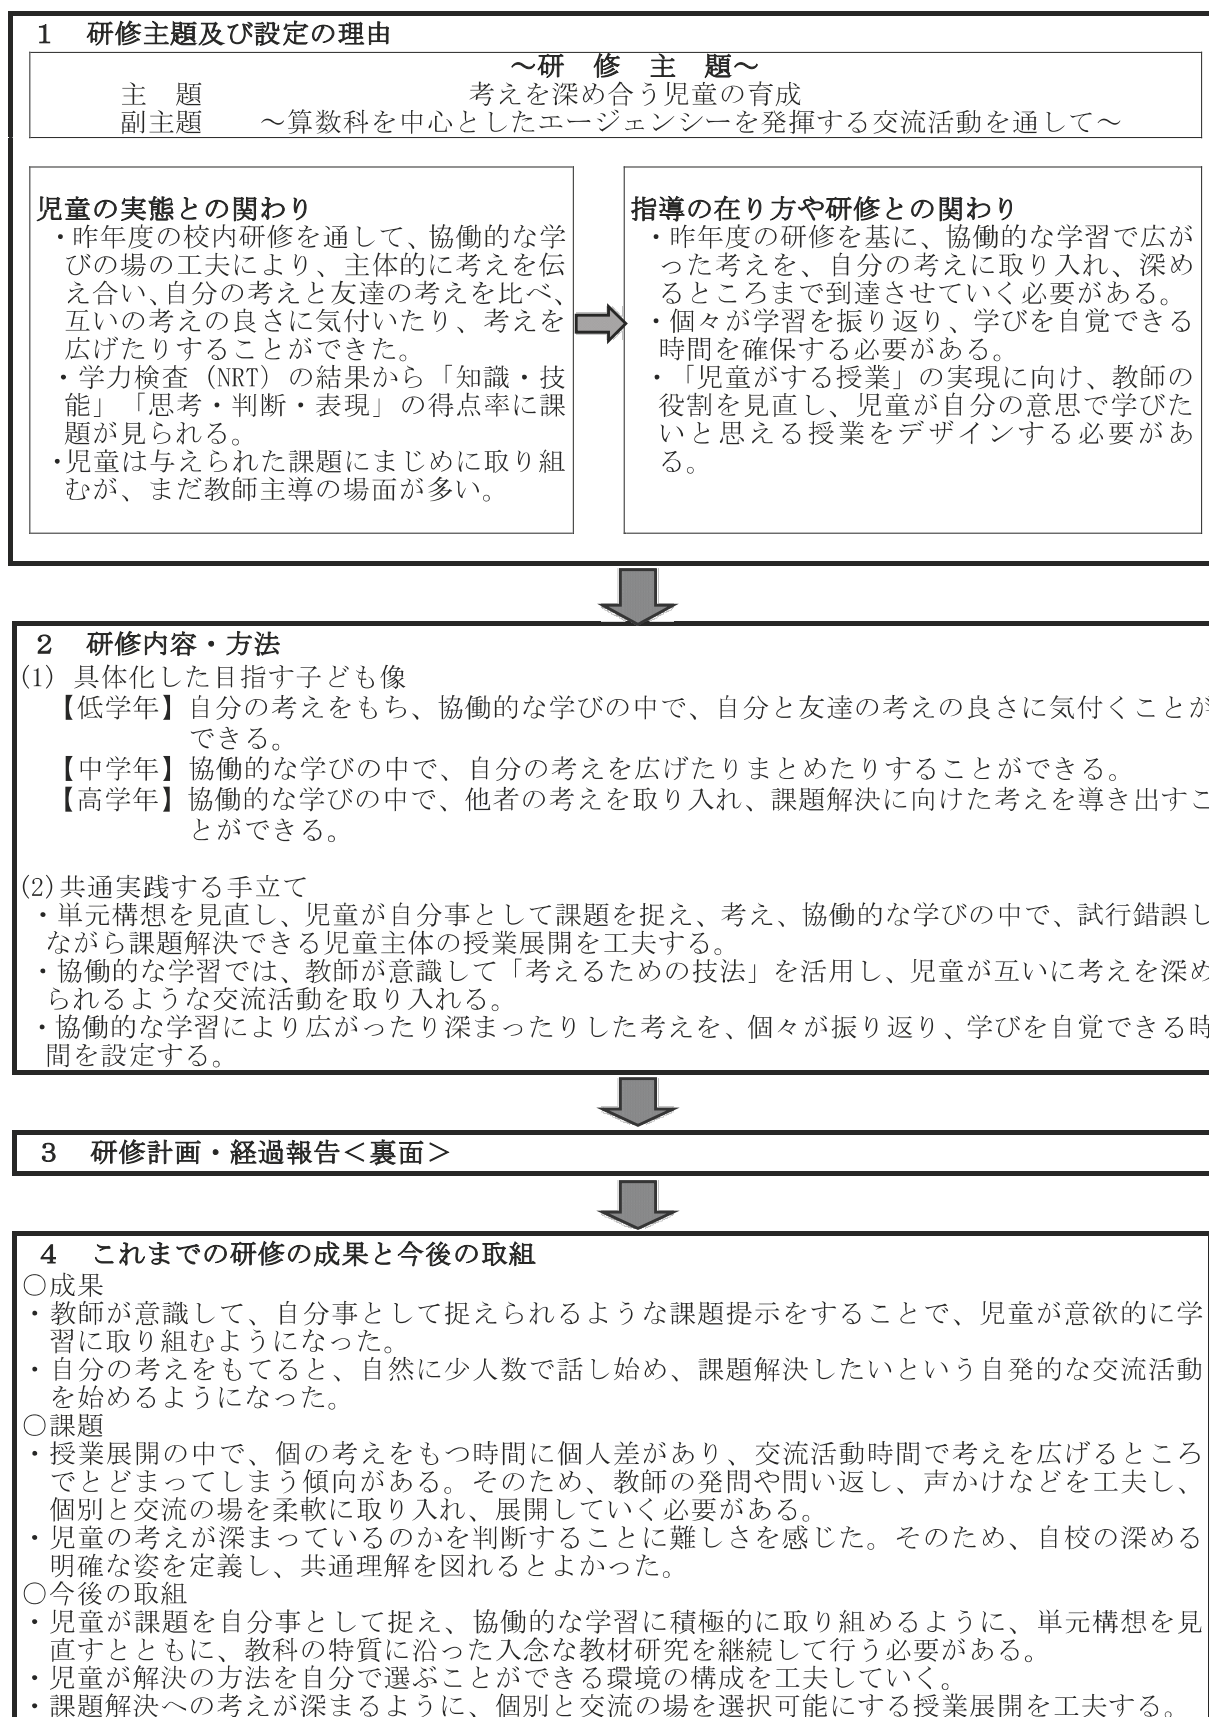 １　研修主題及び設定の理由
～研　修　主　題～
主　題　考えを深め合う児童の育成
副主題　～算数科を中心としたエージェンシーを発揮する交流活動を通して～
児童の実態との関わり
・昨年度の校内研修を通して、協働的な学
びの場の工夫により、主体的に考えを伝
え合い、自分の考えと友達の考えを比べ、
互いの考えの良さに気付いたり、考えを
広げたりすることができた。
・学力検査（NRT）の結果から「知識・技
能」「思考・判断・表現」の得点率に課
題が見られる。
・児童は与えられた課題にまじめに取り組
むが、まだ教師主導の場面が多い。
指導の在り方や研修との関わり
・昨年度の研修を基に、協働的な学習で広が
った考えを、自分の考えに取り入れ、深め
るところまで到達させていく必要がある。
・個々が学習を振り返り、学びを自覚できる
時間を確保する必要がある。
・「児童がする授業」の実現に向け、教師の
役割を見直し、児童が自分の意思で学びた
いと思える授業をデザインする必要があ
る。
２　研修内容・方法
(1) 具体化した目指す子ども像
【低学年】自分の考えをもち、協働的な学びの中で、自分と友達の考えの良さに気付くことが
できる。
【中学年】協働的な学びの中で、自分の考えを広げたりまとめたりすることができる。
【高学年】協働的な学びの中で、他者の考えを取り入れ、課題解決に向けた考えを導き出すこ
とができる。
(2)共通実践する手立て
・単元構想を見直し、児童が自分事として課題を捉え、考え、協働的な学びの中で、試行錯誤し
ながら課題解決できる児童主体の授業展開を工夫する。
・協働的な学習では、教師が意識して「考えるための技法」を活用し、児童が互いに考えを深め
られるような交流活動を取り入れる。
・協働的な学習により広がったり深まったりした考えを、個々が振り返り、学びを自覚できる時
間を設定する。
３　研修計画・経過報告＜裏面＞
４　これまでの研修の成果と今後の取組
○成果
・教師が意識して、自分事として捉えられるような課題提示をすることで、児童が意欲的に学
習に取り組むようになった。
・自分の考えをもてると、自然に少人数で話し始め、課題解決したいという自発的な交流活動
を始めるようになった。
○課題
・授業展開の中で、個の考えをもつ時間に個人差があり、交流活動時間で考えを広げるところ
でとどまってしまう傾向がある。そのため、教師の発問や問い返し、声かけなどを工夫し、
個別と交流の場を柔軟に取り入れ、展開していく必要がある。
・児童の考えが深まっているのかを判断することに難しさを感じた。そのため、自校の深める
明確な姿を定義し、共通理解を図れるとよかった。
○今後の取組
・児童が課題を自分事として捉え、協働的な学習に積極的に取り組めるように、単元構想を見
直すとともに、教科の特質に沿った入念な教材研究を継続して行う必要がある。
・児童が解決の方法を自分で選ぶことができる環境の構成を工夫していく。
・課題解決への考えが深まるように、個別と交流の場を選択可能にする授業展開を工夫する。